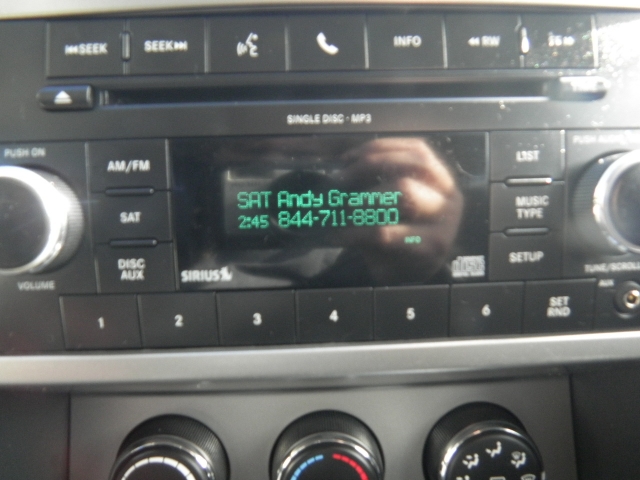 SEEK
SEEK
INFO
RW
SINGLE DISC · MP3
PUSH ON
AM/FM
SAT
DISC
AUX
VOLUME
SAT Andy Grammer
2:45 844-711-8800
INFO
SIRIUS
LIST
MUSIC
TYPE
SETUP
AUX
1
2
3
4
5
6
SET
RND